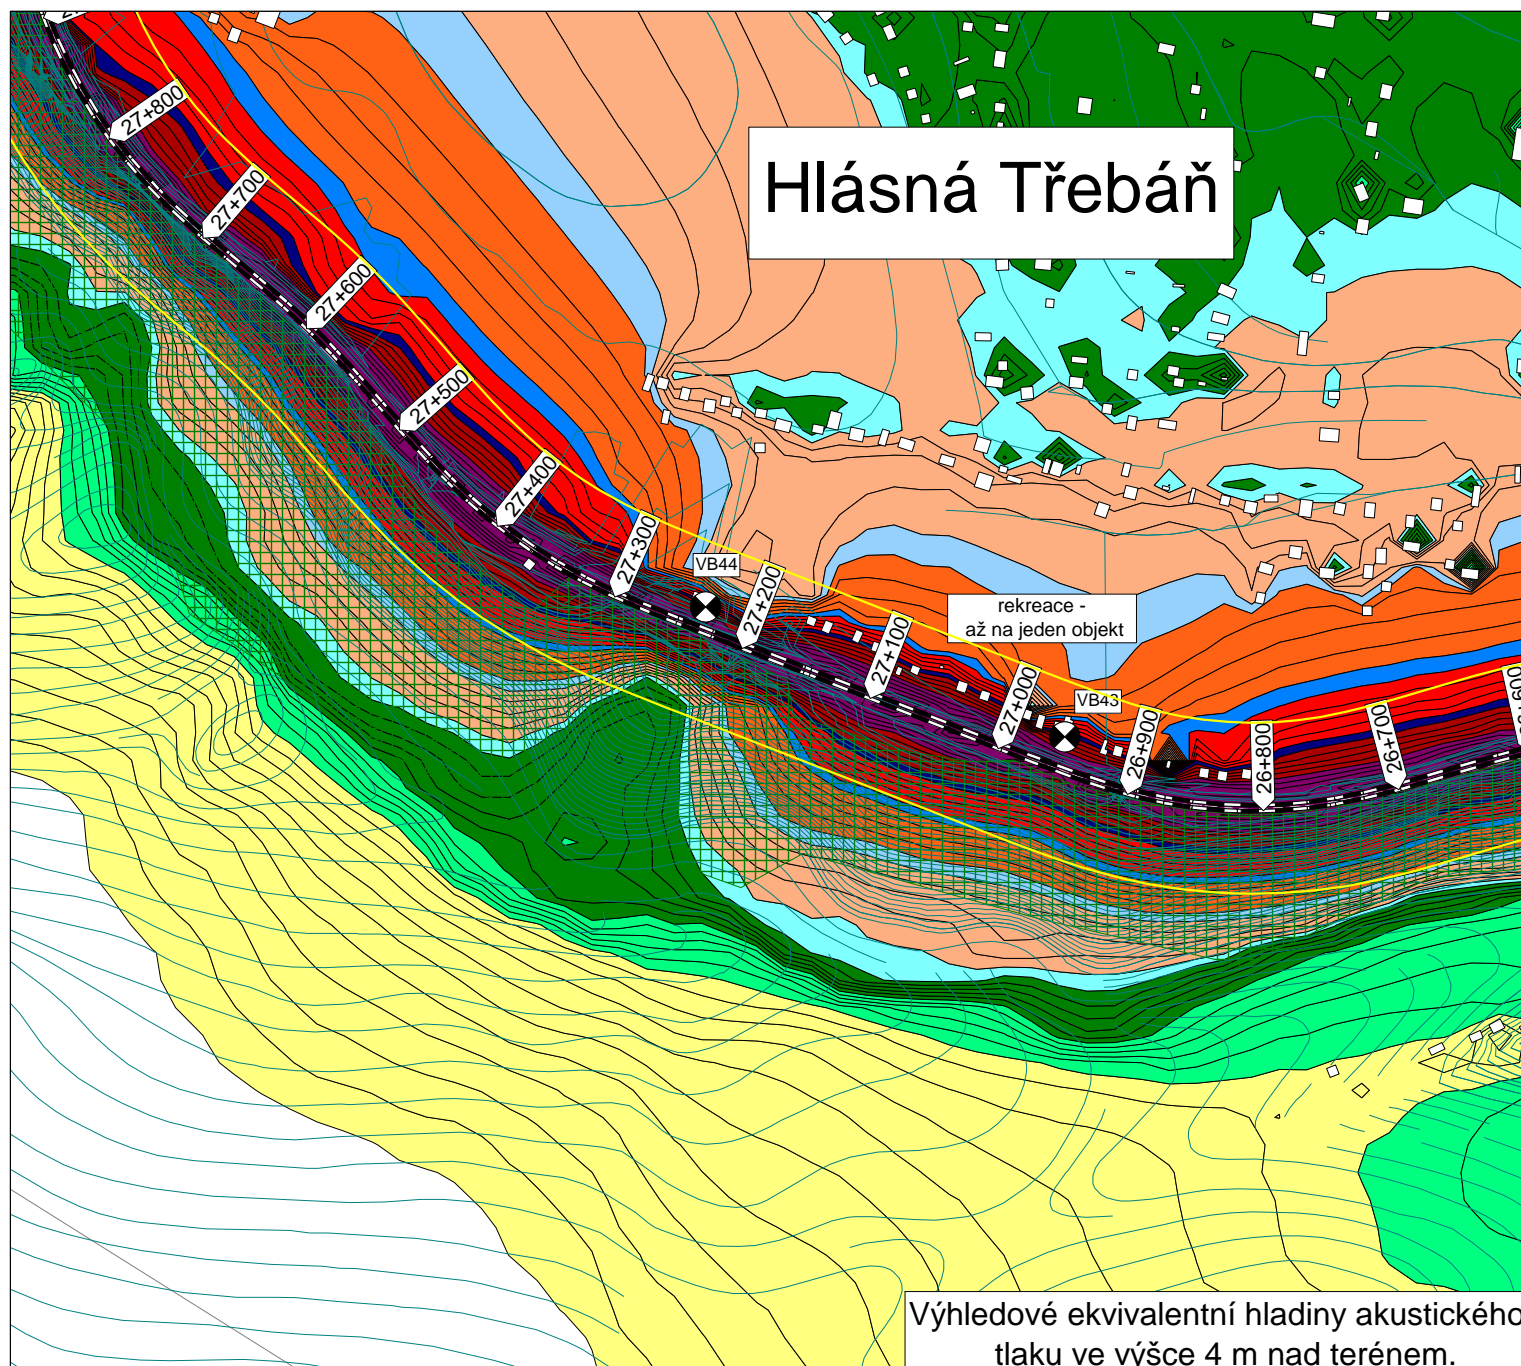 27+800
27+700
Hlásná Třebáň
27+600
27+500
27+400
27+300
VB44
27+200
rekreace -
až na jeden objekt
27+100
27+000
VB43
26+900
26+800
26+700
Výhledové ekvivalentní hladiny akustického
tlaku ve výšce 4 m nad terénem.